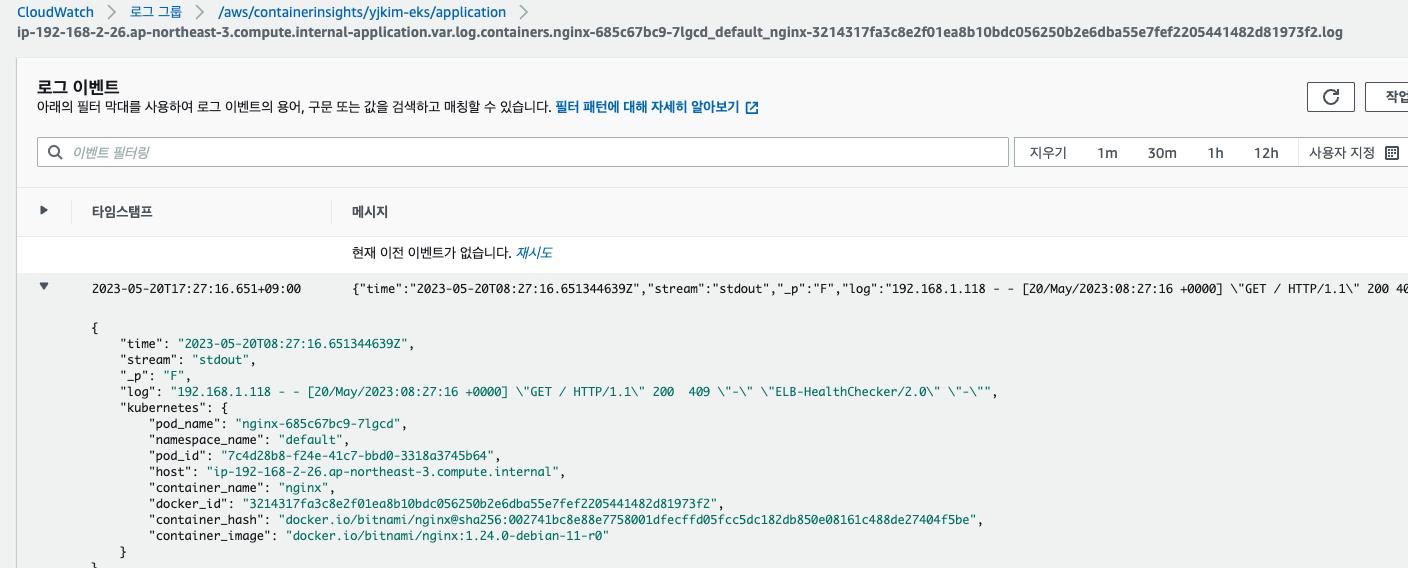 CloudWatch > 로그 그룹 > /aws/containerinsights/yjkim-eks/application >
ip-192-168-2-26.ap-northeast-3.compute.internal-application.var.log.containers.nginx-685c67bc9-7lgcd_default_nginx-3214317fa3c8e2f01ea8b10bdc056250b2e6dba55e7fef2205441482d81973f2.log
로그 이벤트
아래의 필터 막대를 사용하여 로그 이벤트의 용어, 구문 또는 값을 검색하고 매칭할 수 있습니다. 필터 패턴에 대해 자세히 알아보기
작업
이벤트 필터링
지우기 1m 30m 1h 12h 사용자 지정
타임스탬프 메시지
현재 이전 이벤트가 없습니다. 재시도
2023-05-20T17:27:16.651+09:00 {"time":"2023-05-20T08:27:16.651344639Z","stream":"stdout","_p":"F","log":"192.168.1.118 - - [20/May/2023:08:27:16 +0000] \"GET / HTTP/1.1\" 200 40
{
"time": "2023-05-20T08:27:16.651344639Z",
"stream": "stdout",
"_p": "F",
"log": "192.168.1.118 - - [20/May/2023:08:27:16 +0000] \"GET / HTTP/1.1\" 200  409 \"-\" \"ELB-HealthChecker/2.0\" \"-\"",
"kubernetes": {
"pod_name": "nginx-685c67bc9-7lgcd",
"namespace_name": "default",
"pod_id": "7c4d28b8-f24e-41c7-bbd0-3318a3745b64",
"host": "ip-192-168-2-26.ap-northeast-3.compute.internal",
"container_name": "nginx",
"docker_id": "3214317fa3c8e2f01ea8b10bdc056250b2e6dba55e7fef2205441482d81973f2",
"container_hash": "docker.io/bitnami/nginx@sha256:002741bc8e88e7758001dfecffd05fcc5dc182db850e08161c488de27404f5be",
"container_image": "docker.io/bitnami/nginx:1.24.0-debian-11-r0"
}
}